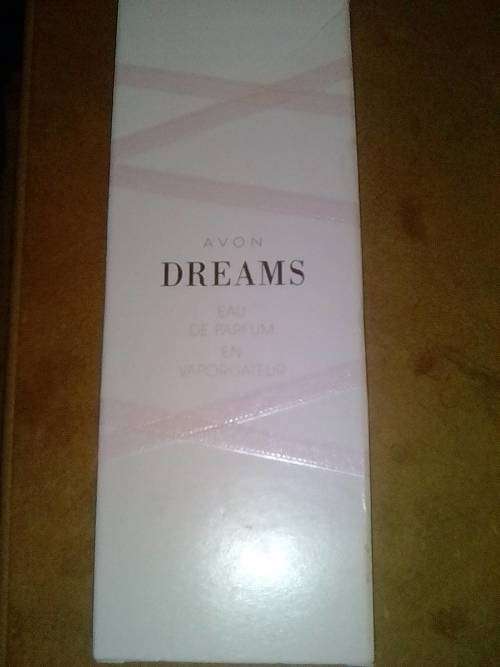 AVON
DREAMS
EAU
DE PARFUM
EN
VAPORISATEUR